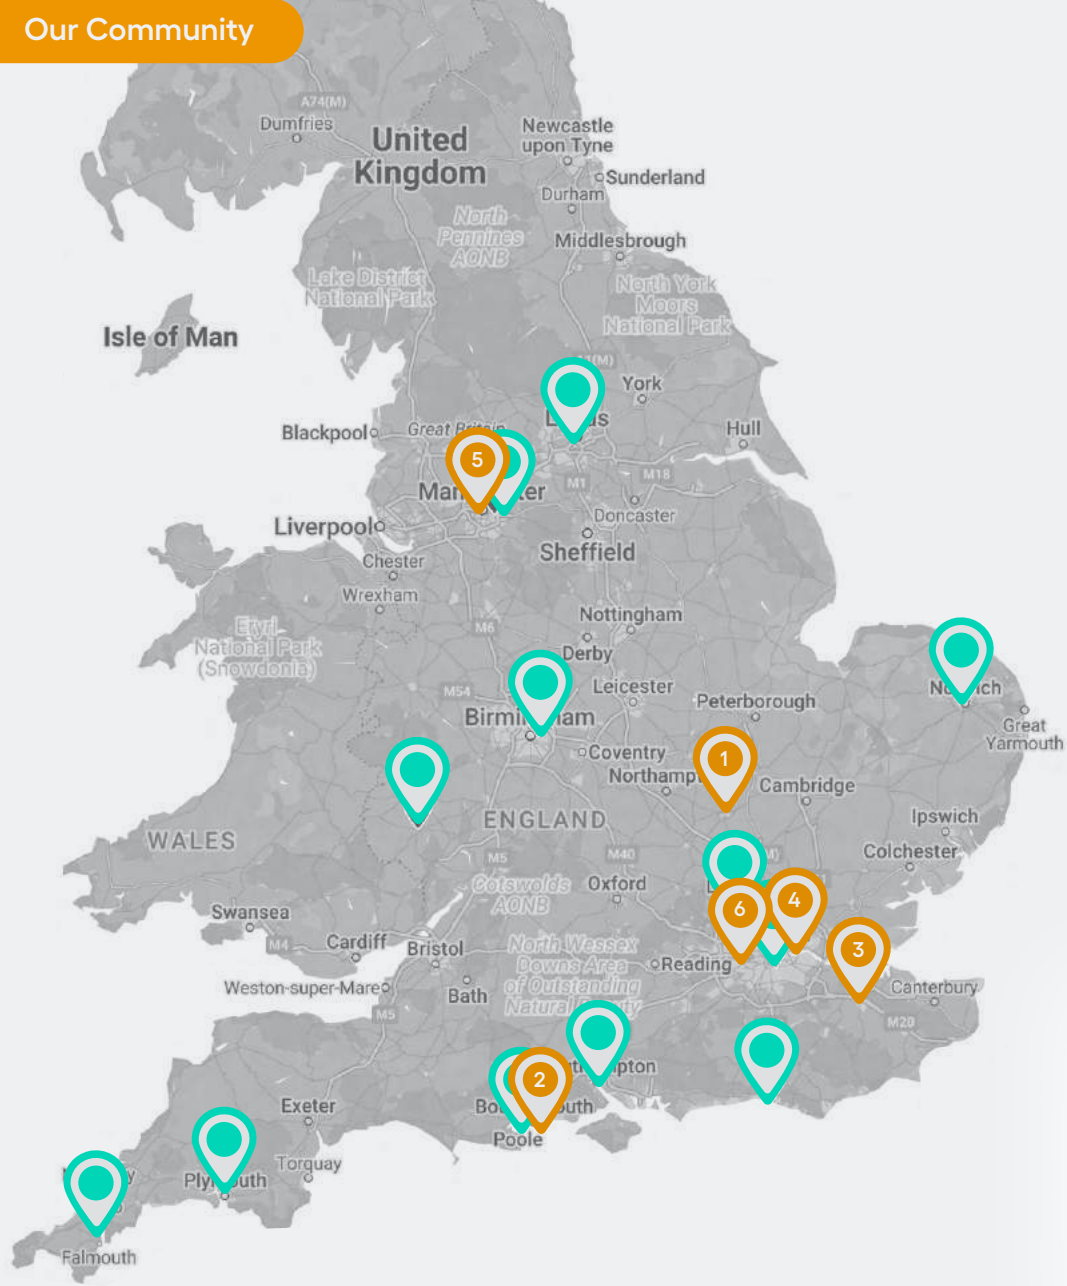 Our Community
A74(M)
Dumfries
United
Kingdom
Newcastle
upon Tyne
Sunderland
Durham
North
Pennines
AONB
Middlesbrough
Lake District
National Park
North York
Moors
National Park
Isle of Man
York
Blackpool
Great Britain
Hull
5
M1
M18
Liverpool
Doncaster
Chester
Sheffield
Wrexham
Nottingham
M6
Eryri
National Park
(Snowdonia)
Derby
M54
Leicester
Peterborough
Great
Yarmouth
Coventry
1
Cambridge
WALES
ENGLAND
Ipswich
M5
M40
Colchester
Cotswolds
AONB
Oxford
6
4
Swansea
M4
Cardiff
Bristol
North Wessex
Downs Area
of Outstanding
Reading
3
Weston-super-Mare
Bath
Canterbury
M5
M20
2
Exeter
Poole
Torquay
Falmouth